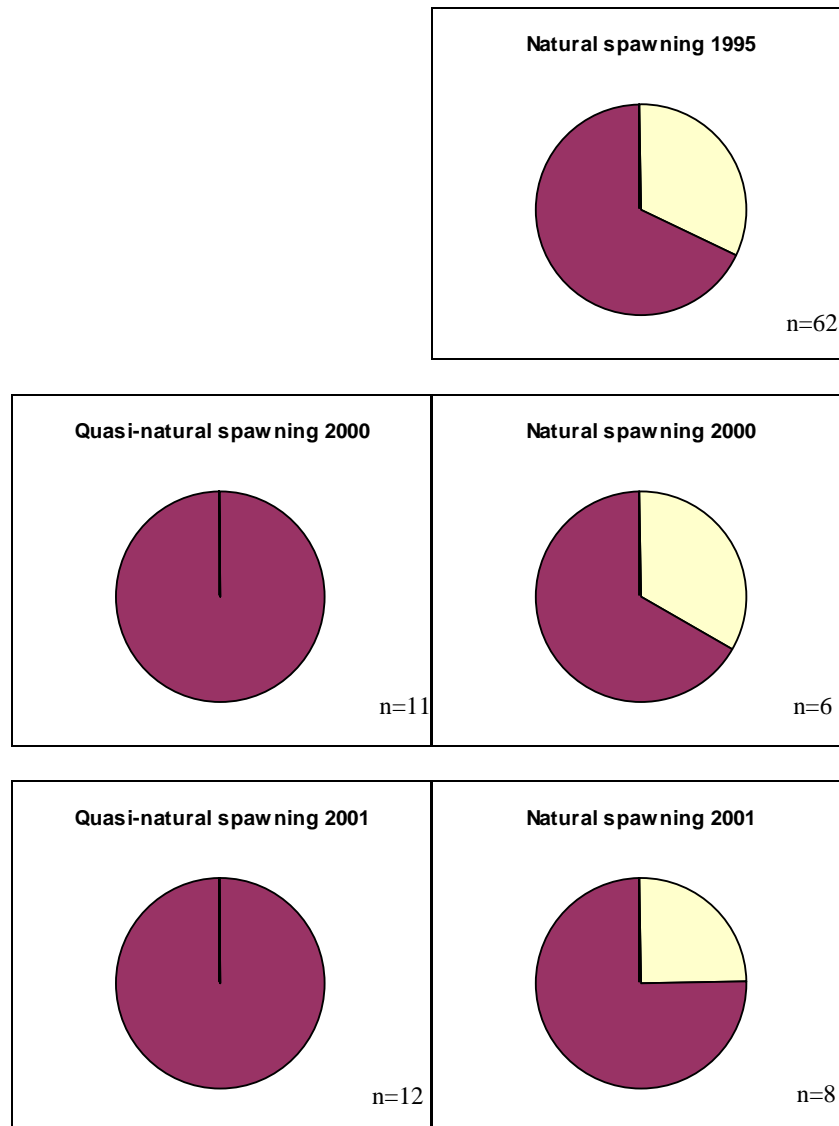 Natural spawning 1995
n=62
Quasi-natural spawning 2000
n=11
Natural spawning 2000
n=6
Quasi-natural spawning 2001
n=12
Natural spawning 2001
n=8